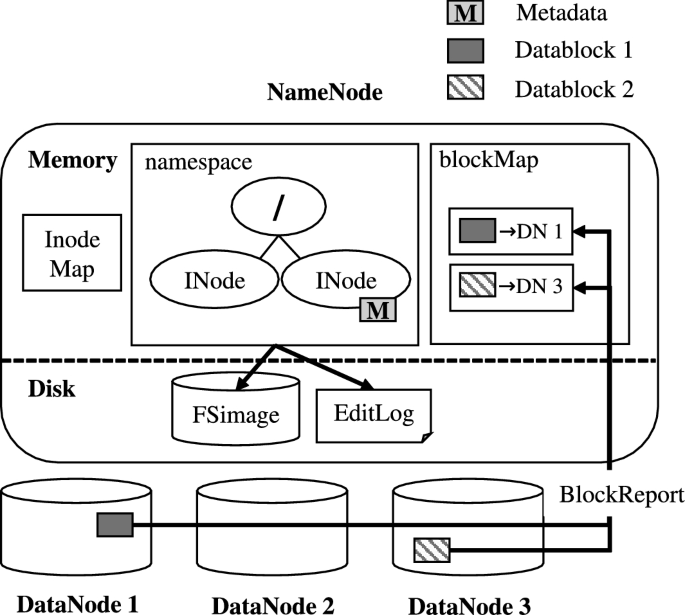 M Metadata
Datablock 1
Datablock 2
NameNode
Memory
namespace
blockMap
Inode
Map
/
INode
INode
M
→DN 1
→DN 3
Disk
FSimage
EditLog
BlockReport
DataNode 1
DataNode 2
DataNode 3